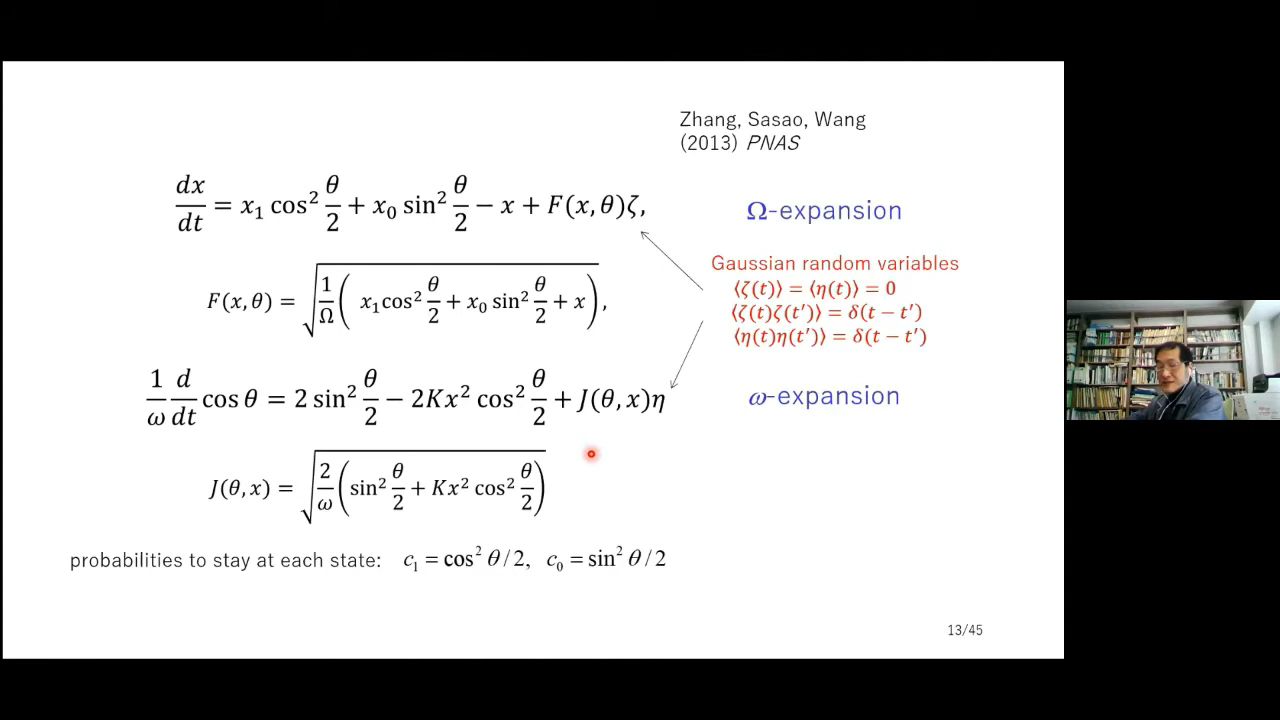 Zhang, Sasao, Wang
(2013) PNAS
dx/dt = x₁ cos² θ/2 + x₀ sin² θ/2 − x + F(x, θ)ζ,
Ω-expansion
Gaussian random variables
⟨ζ(t)⟩ = ⟨η(t)⟩ = 0
⟨ζ(t)ζ(t′)⟩ = δ(t − t′)
⟨η(t)η(t′)⟩ = δ(t − t′)
F(x, θ) = √(1/Ω ( x₁cos² θ/2 + x₀ sin² θ/2 + x)),
1/ω d/dt cos θ = 2 sin² θ/2 − 2Kx² cos² θ/2 + J(θ, x)η
ω-expansion
J(θ, x) = √(2/ω (sin² θ/2 + Kx² cos² θ/2))
probabilities to stay at each state: c₁ = cos² θ / 2, c₀ = sin² θ / 2
13/45